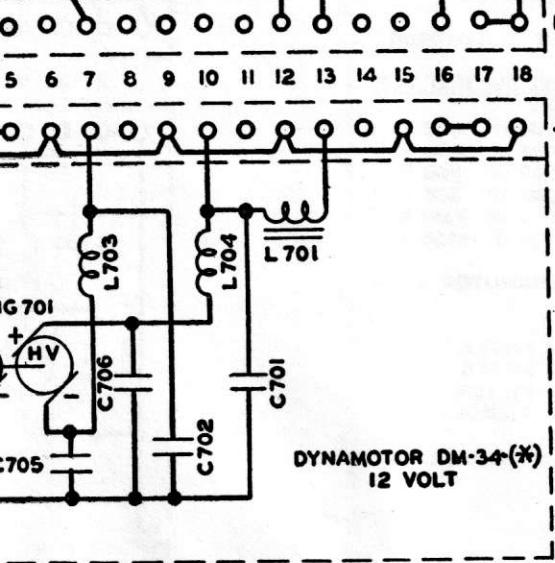 5 6 7 8 9 10 11 12 13 14 15 16 17 18
L703
L704
L701
G701
+
HV
-
-
C706
C701
C702
C705
DYNAMOTOR DM-34-(*)
12 VOLT